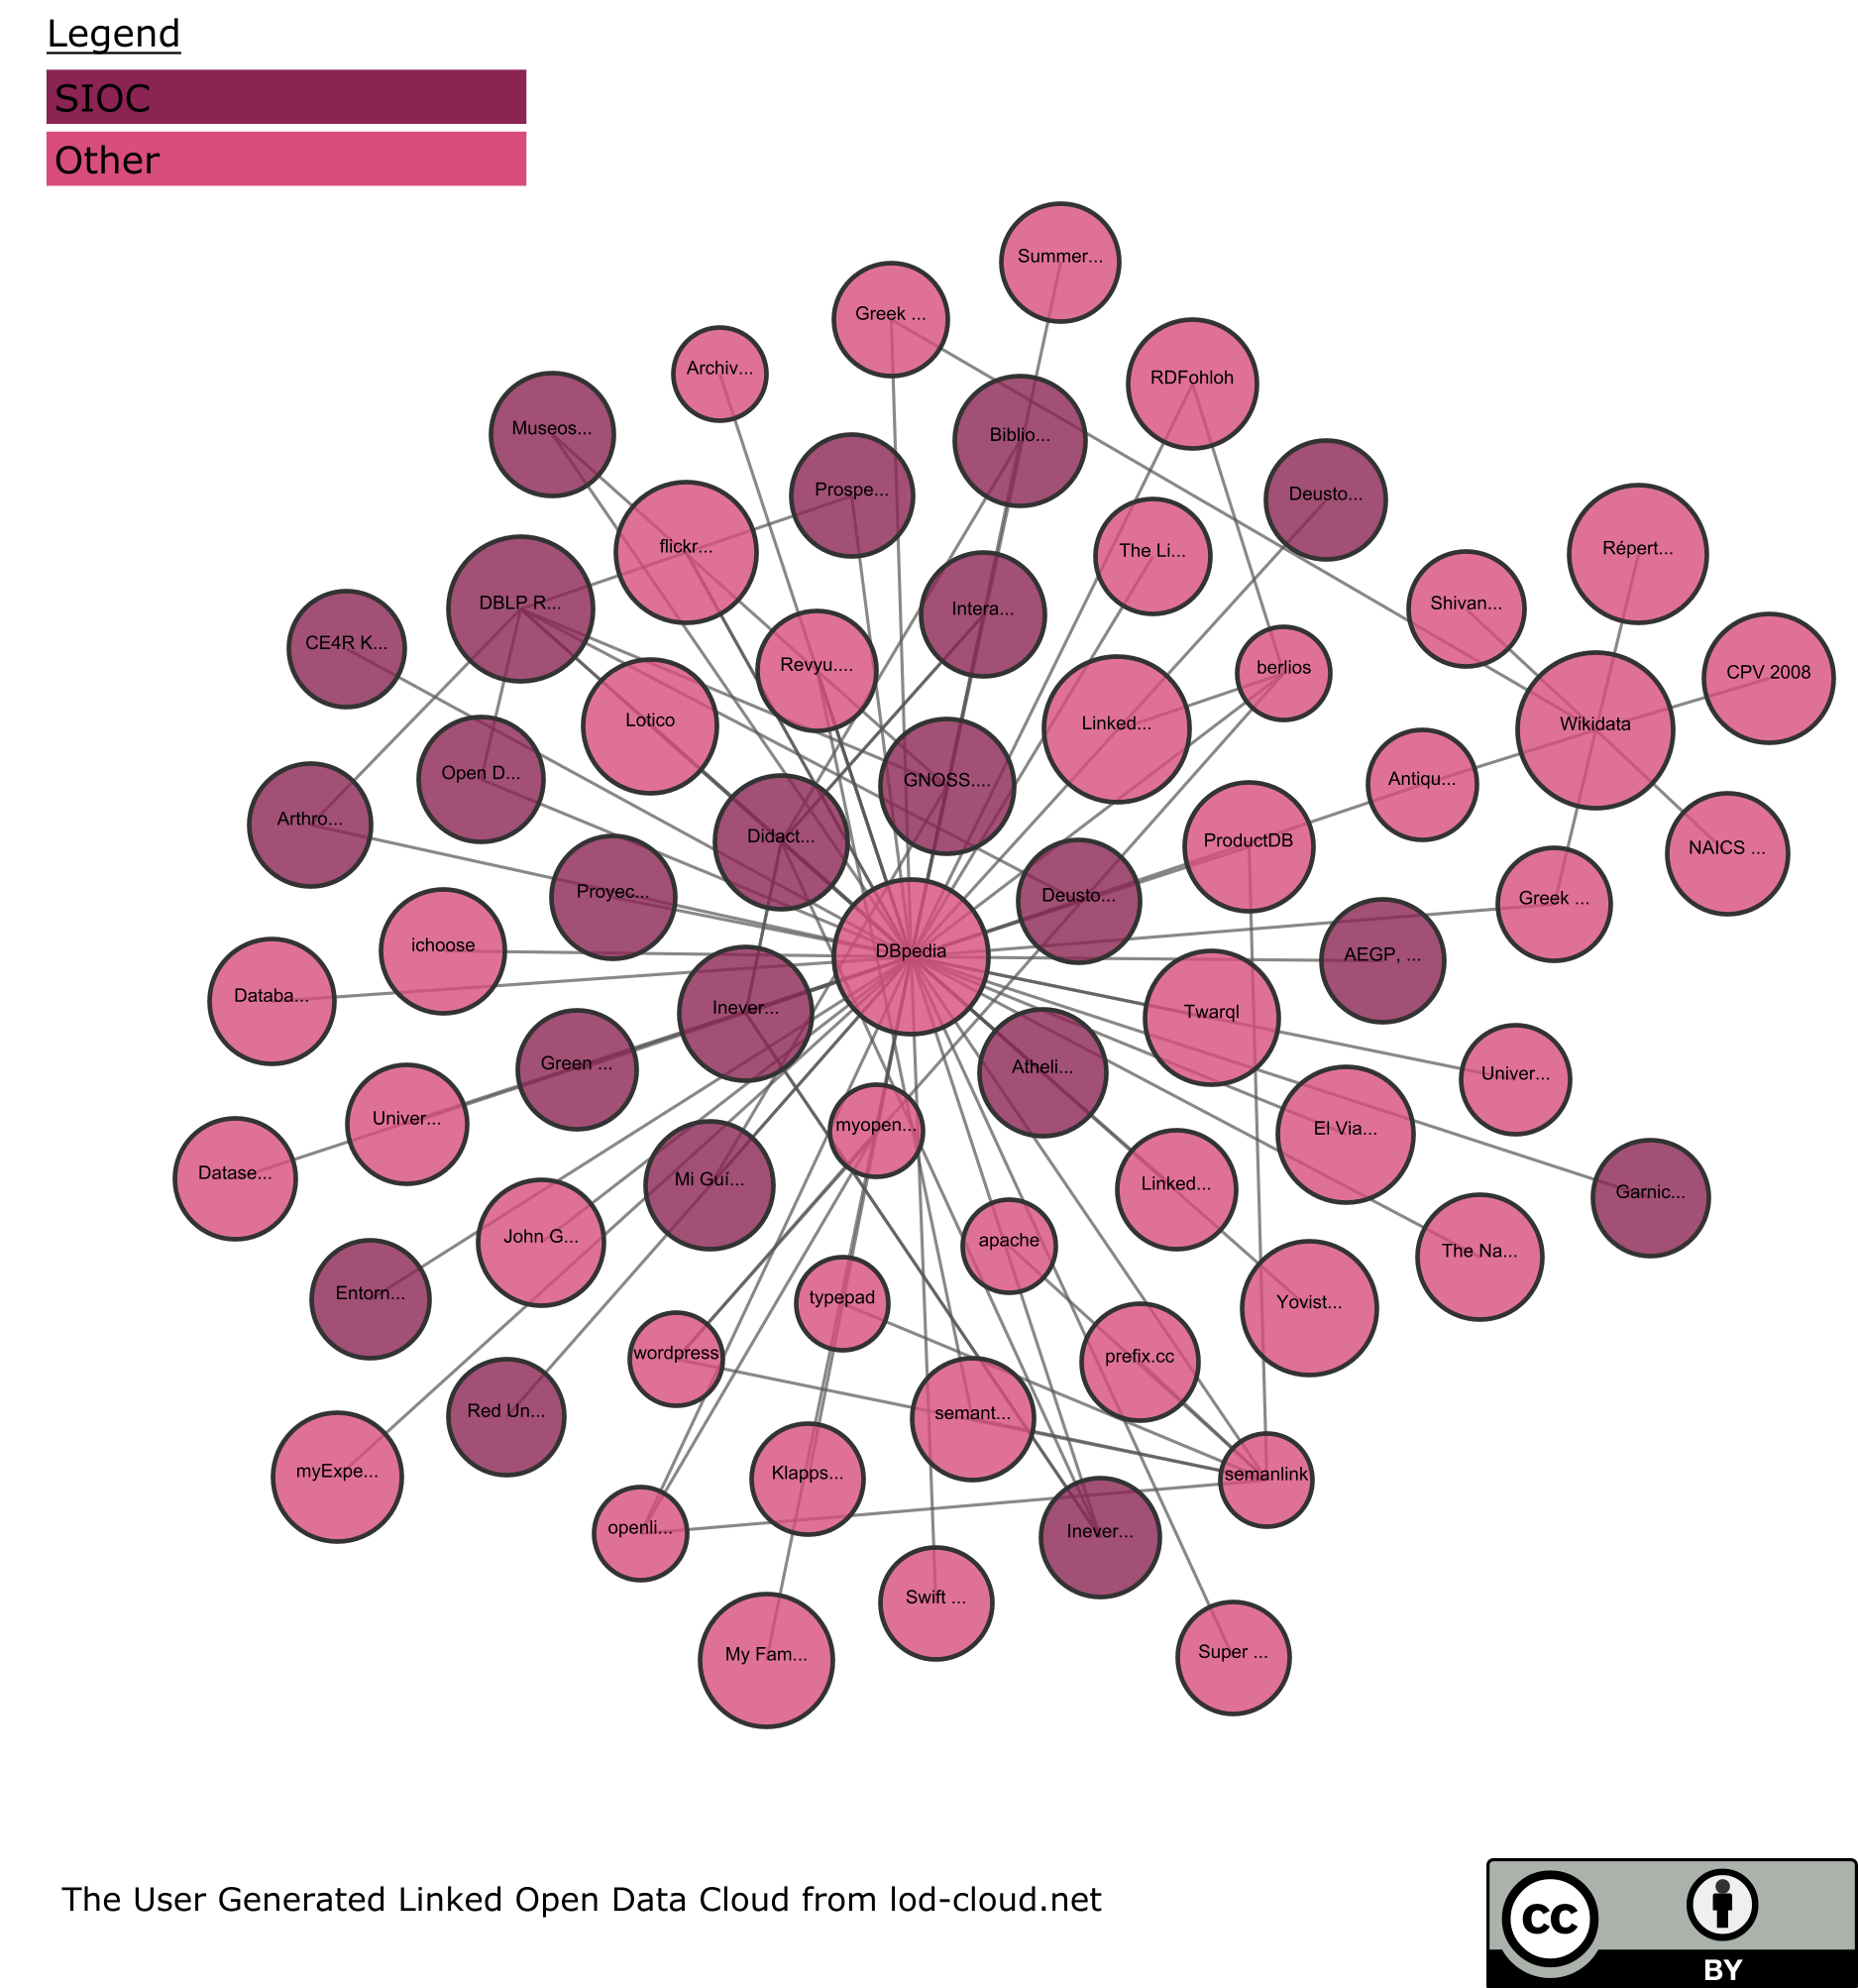 Legend
SIOC
Other
Summer...
Greek ...
Archiv...
RDFohloh
Museos...
Biblio...
Prospe...
Deusto...
flickr...
The Li...
Répert...
DBLP R...
Intera...
Shivan...
CE4R K...
Revyu....
berlios
CPV 2008
Lotico
Linked...
Wikidata
Open D...
GNOSS....
Antiqu...
Arthro...
Didact...
ProductDB
NAICS ...
Proyec...
Deusto...
Greek ...
ichoose
DBpedia
AEGP, ...
Databa...
Inever...
Twarql
Green ...
Atheli...
Univer...
Univer...
myopen...
El Via...
Datase...
Mi Guí...
Linked...
Garnic...
John G...
apache
The Na...
Entorn...
typepad
Yovist...
wordpress
prefix.cc
Red Un...
semant...
myExpe...
Klapps...
semanlink
openli...
Inever...
Swift ...
My Fam...
Super ...
The User Generated Linked Open Data Cloud from lod-cloud.net
cc
BY